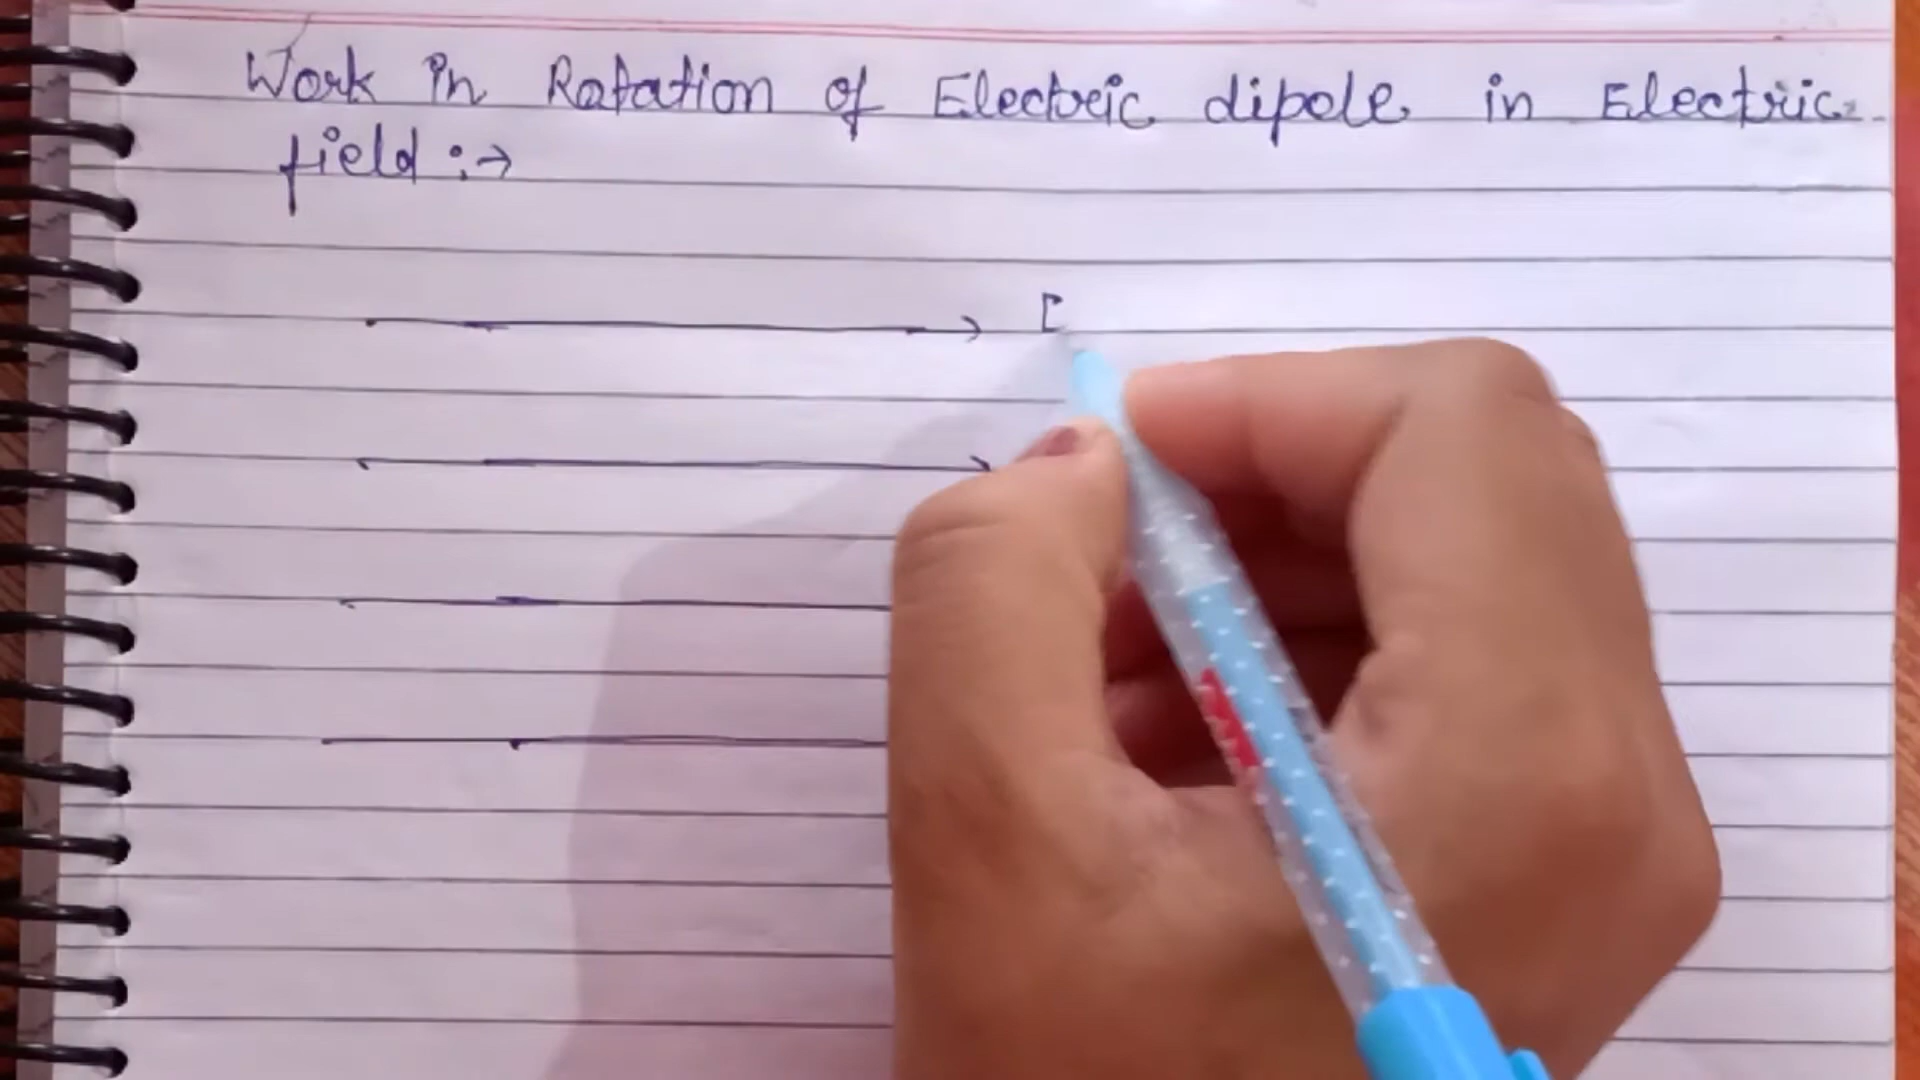 Work in Rotation of Electric dipole in Electric
field :→
E